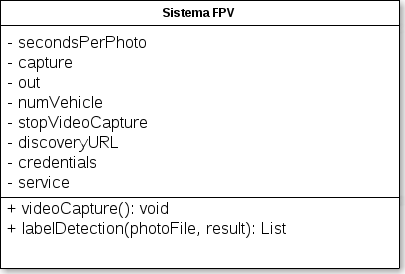 Sistema FPV
- secondsPerPhoto
- capture
- out
- numVehicle
- stopVideoCapture
- discoveryURL
- credentials
- service
+ videoCapture(): void
+ labelDetection(photoFile, result): List